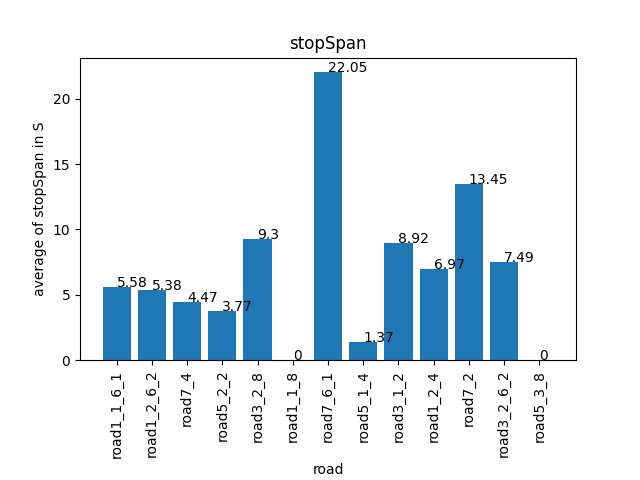 stopSpan
average of stopSpan in S
20
15
10
5
0
5.58
5.38
4.47
3.77
9.3
0
22.05
1.37
8.92
6.97
13.45
7.49
0
road1_1_6_1
road1_2_6_2
road7_4
road5_2_2
road3_2_8
road1_1_8
road7_6_1
road5_1_4
road3_1_2
road1_2_4
road7_2
road3_2_6_2
road5_3_8
road